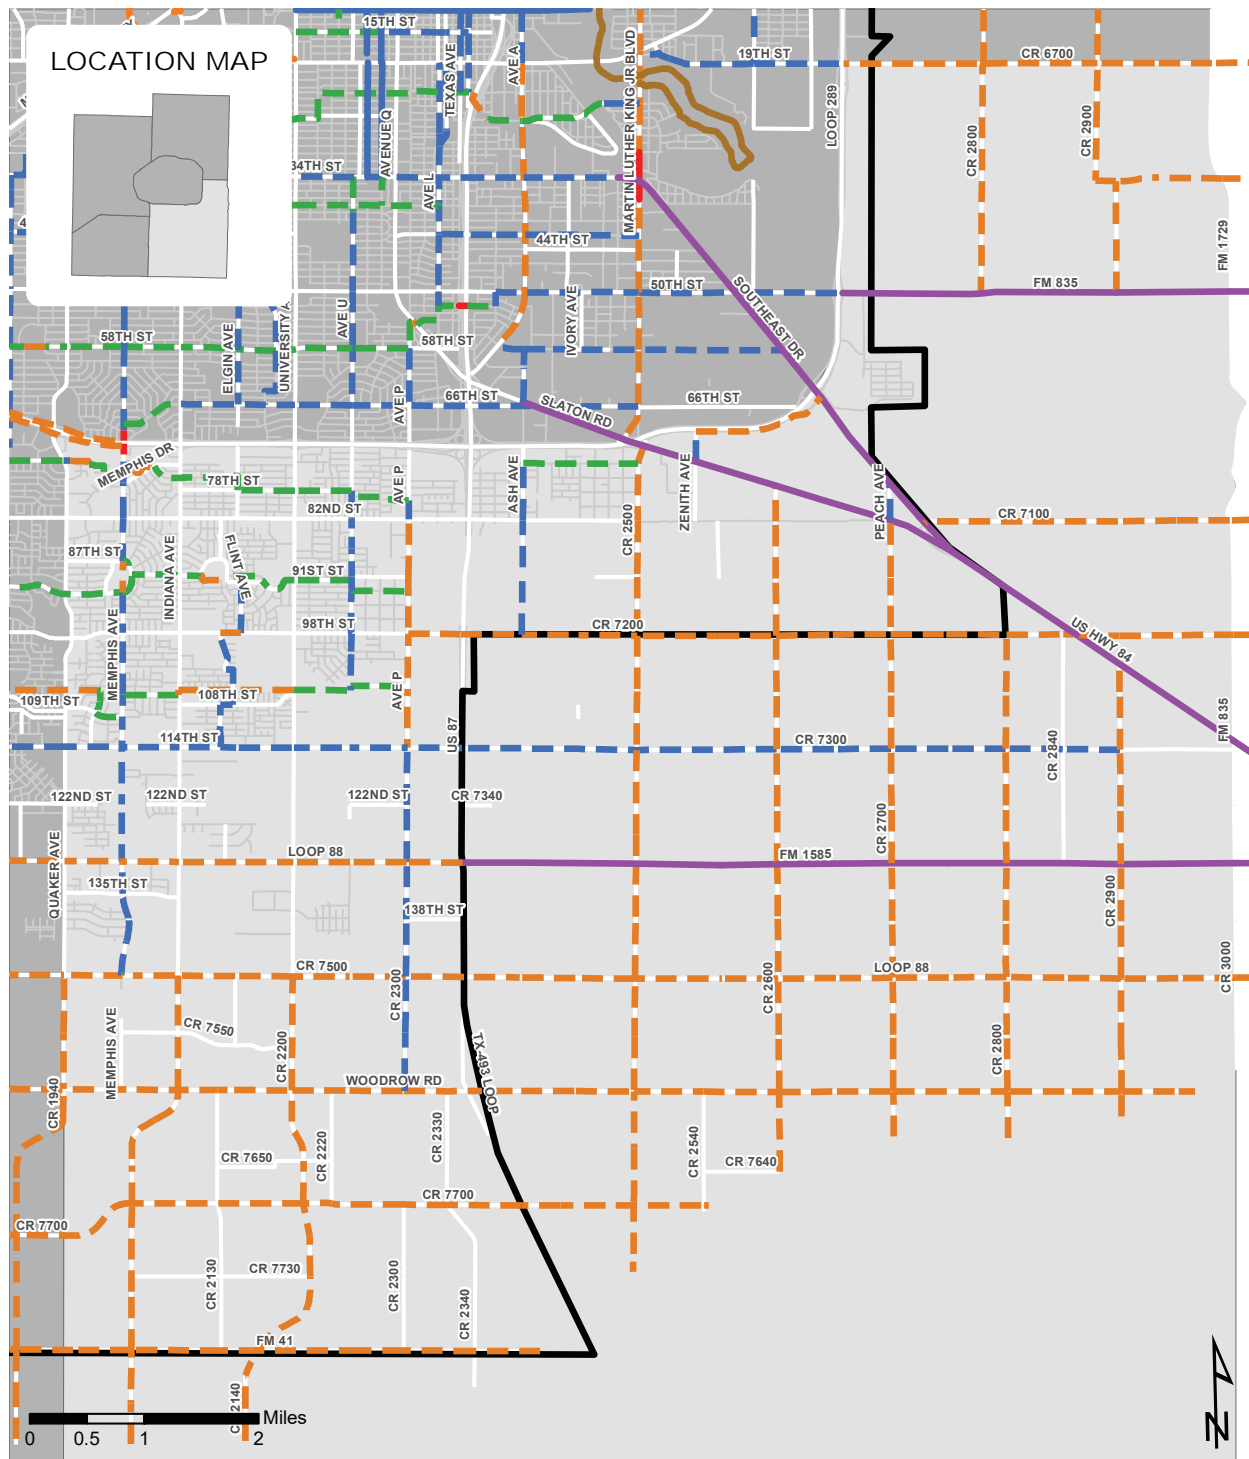 15TH ST
LOCATION MAP
TEXAS AVE
AVE A
MARTIN LUTHER KING JR BLVD
19TH ST
LOOP 289
CR 6700
CR 2800
CR 2900
AVENUE Q
34TH ST
AVE L
44TH ST
FM 1729
50TH ST
FM 835
SOUTHEAST DR
IVORY AVE
58TH ST
ELGIN AVE
UNIVERSITY A
AVE U
58TH ST
AVE P
66TH ST
SLATON RD
66TH ST
MEMPHIS DR
78TH ST
82ND ST
AVE P
ASH AVE
CR 2500
ZENITH AVE
PEACH AVE
CR 7100
87TH ST
INDIANA AVE
FLINT AVE
91ST ST
98TH ST
CR 7200
US HWY 84
MEMPHIS AVE
109TH ST
108TH ST
AVE P
114TH ST
US 87
CR 7300
CR 2840
FM 835
122ND ST
122ND ST
122ND ST
CR 7340
CR 2700
QUAKER AVE
LOOP 88
FM 1585
135TH ST
138TH ST
CR 2900
CR 7500
CR 2300
CR 2600
LOOP 88
CR 3000
MEMPHIS AVE
CR 7550
CR 2200
TX-493 LOOP
CR 2800
CR 1940
WOODROW RD
CR 2330
CR 2220
CR 7650
CR 2540
CR 7640
CR 7700
CR 7700
CR 2130
CR 7730
CR 2300
CR 2340
FM 41
2140
Miles
0 0.5 1 2
N